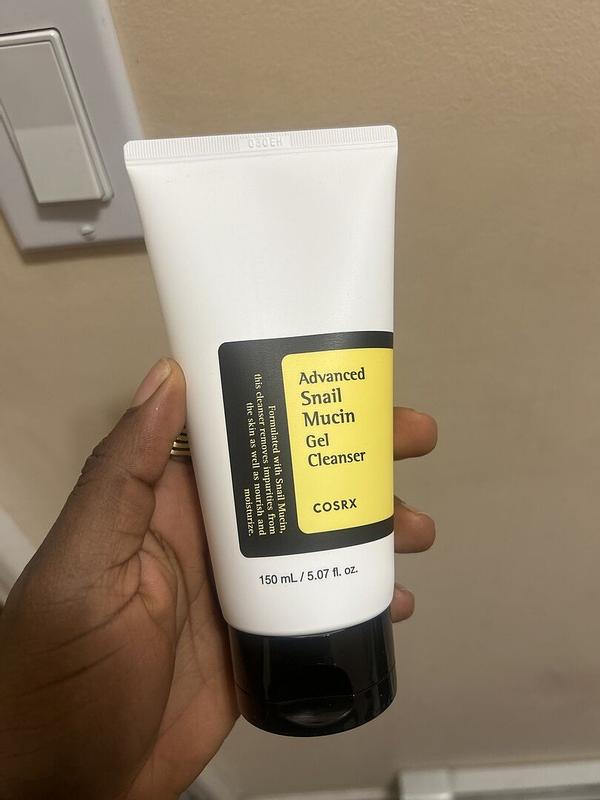 Advanced
Snail
Mucin
Gel
Cleanser
COSRX
Formulated with Snail Mucin,
this cleanser removes impurities from
the skin as well as nourish and
moisturize.
150 mL / 5.07 fl. oz.